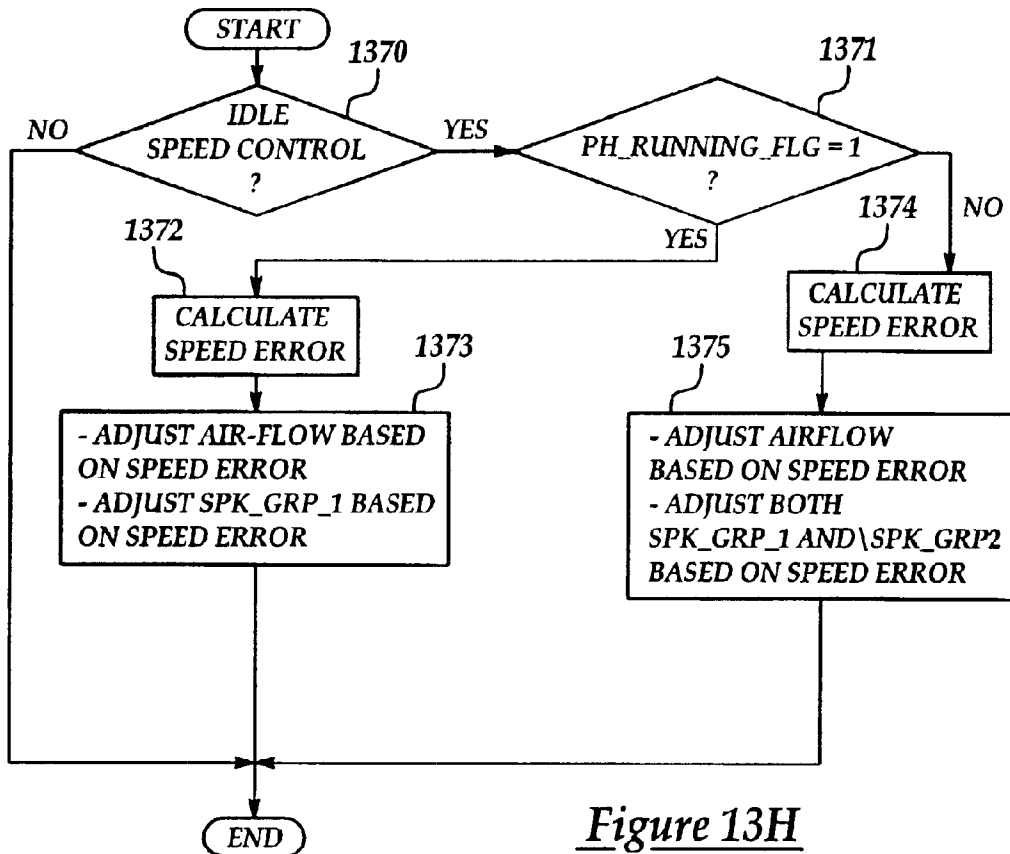 START
1370
IDLE
SPEED CONTROL
?
NO
YES
1371
PH_RUNNING_FLG = 1
?
YES
NO
1372
CALCULATE
SPEED ERROR
1374
CALCULATE
SPEED ERROR
1373
- ADJUST AIR-FLOW BASED
ON SPEED ERROR
- ADJUST SPK_GRP_1 BASED
ON SPEED ERROR
1375
- ADJUST AIRFLOW
BASED ON SPEED ERROR
- ADJUST BOTH
SPK_GRP_1 AND\SPK_GRP2
BASED ON SPEED ERROR
END
Figure 13H